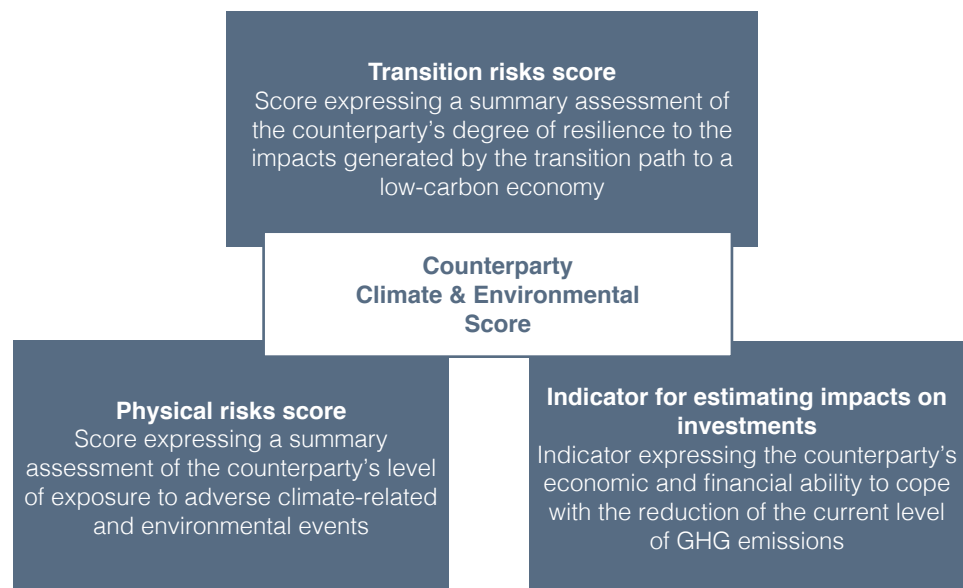 Transition risks score
Score expressing a summary assessment of
the counterparty's degree of resilience to the
impacts generated by the transition path to a
low-carbon economy
Counterparty
Climate & Environmental
Score
Physical risks score
Score expressing a summary
assessment of the counterparty's level
of exposure to adverse climate-related
and environmental events
Indicator for estimating impacts on
investments
Indicator expressing the counterparty's
economic and financial ability to cope
with the reduction of the current level
of GHG emissions